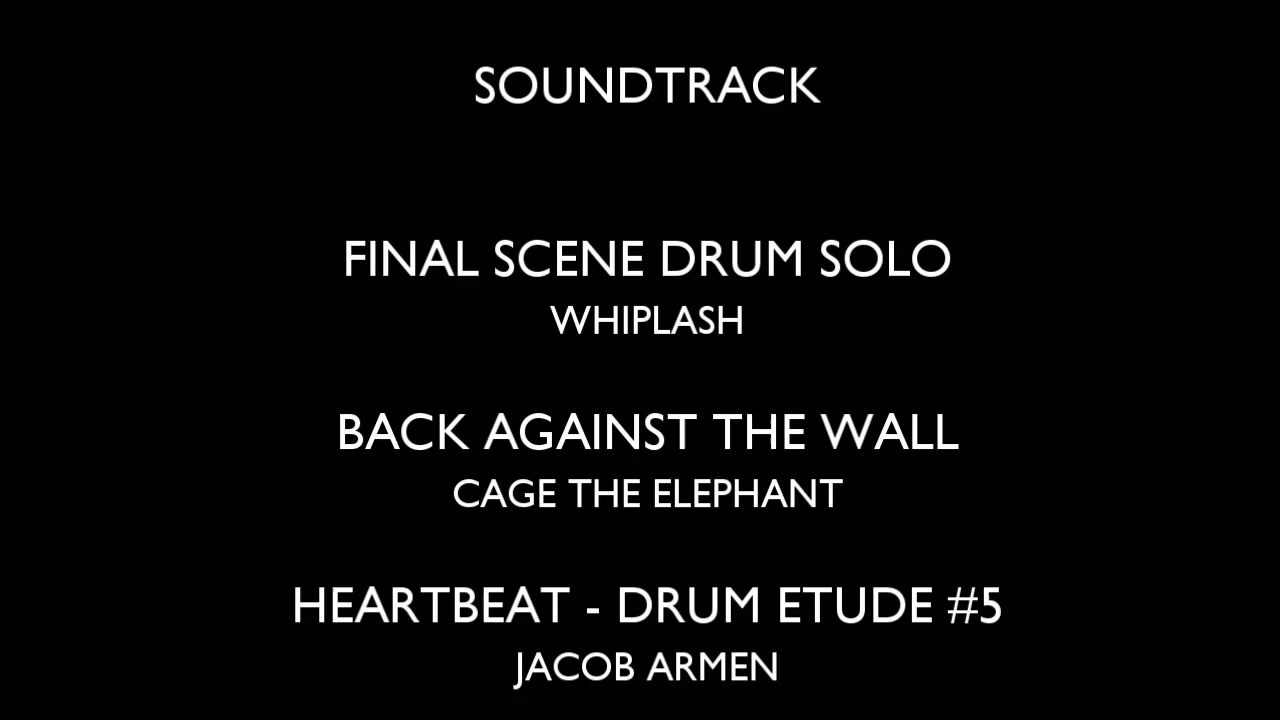 SOUNDTRACK
FINAL SCENE DRUM SOLO
WHIPLASH
BACK AGAINST THE WALL
CAGE THE ELEPHANT
HEARTBEAT - DRUM ETUDE #5
JACOB ARMEN